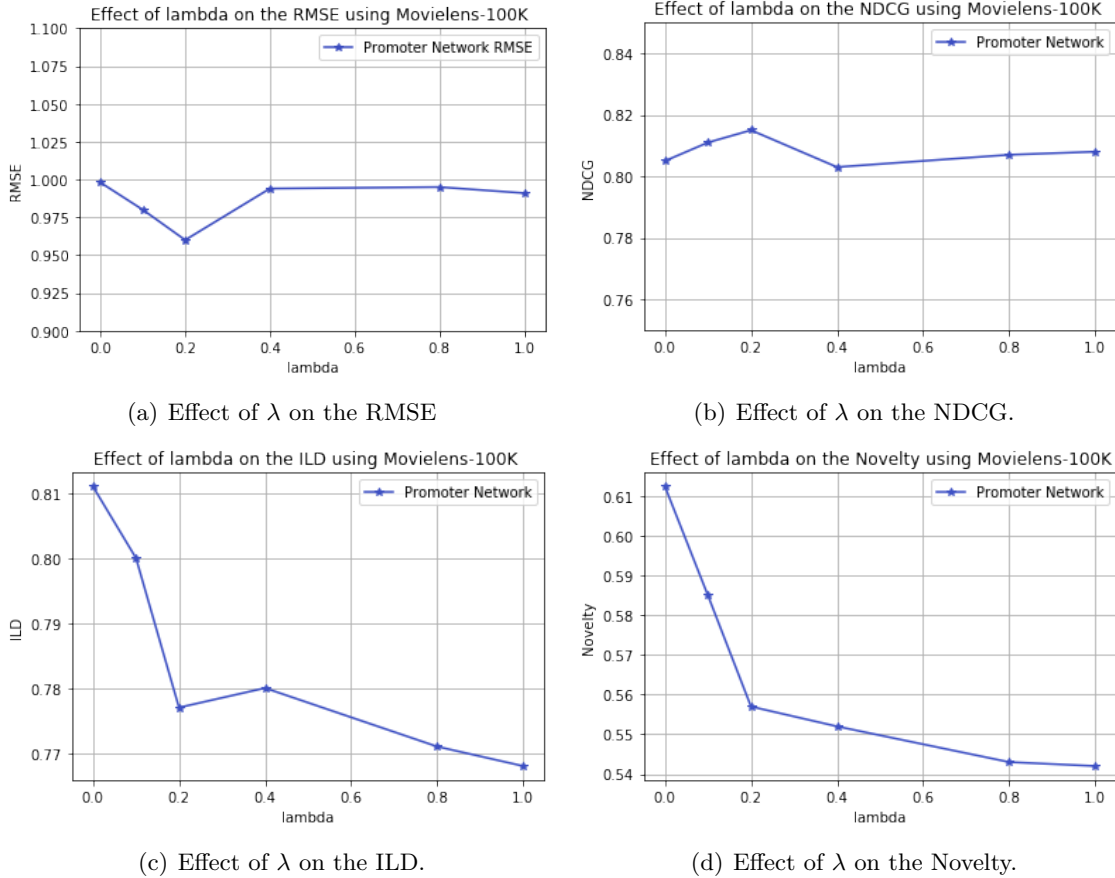 Effect of lambda on the RMSE using Movielens-100K
1.100
1.075
1.050
1.025
1.000
0.975
0.950
0.925
0.900
RMSE
Promoter Network RMSE
0.0 0.2 0.4 0.6 0.8 1.0
lambda
(a) Effect of λ on the RMSE
Effect of lambda on the NDCG using Movielens-100K
0.84
0.82
0.80
0.78
0.76
NDCG
Promoter Network
0.0 0.2 0.4 0.6 0.8 1.0
lambda
(b) Effect of λ on the NDCG.
Effect of lambda on the ILD using Movielens-100K
0.81
0.80
0.79
0.78
0.77
ILD
Promoter Network
0.0 0.2 0.4 0.6 0.8 1.0
lambda
(c) Effect of λ on the ILD.
Effect of lambda on the Novelty using Movielens-100K
0.61
0.60
0.59
0.58
0.57
0.56
0.55
0.54
Novelty
Promoter Network
0.0 0.2 0.4 0.6 0.8 1.0
lambda
(d) Effect of λ on the Novelty.